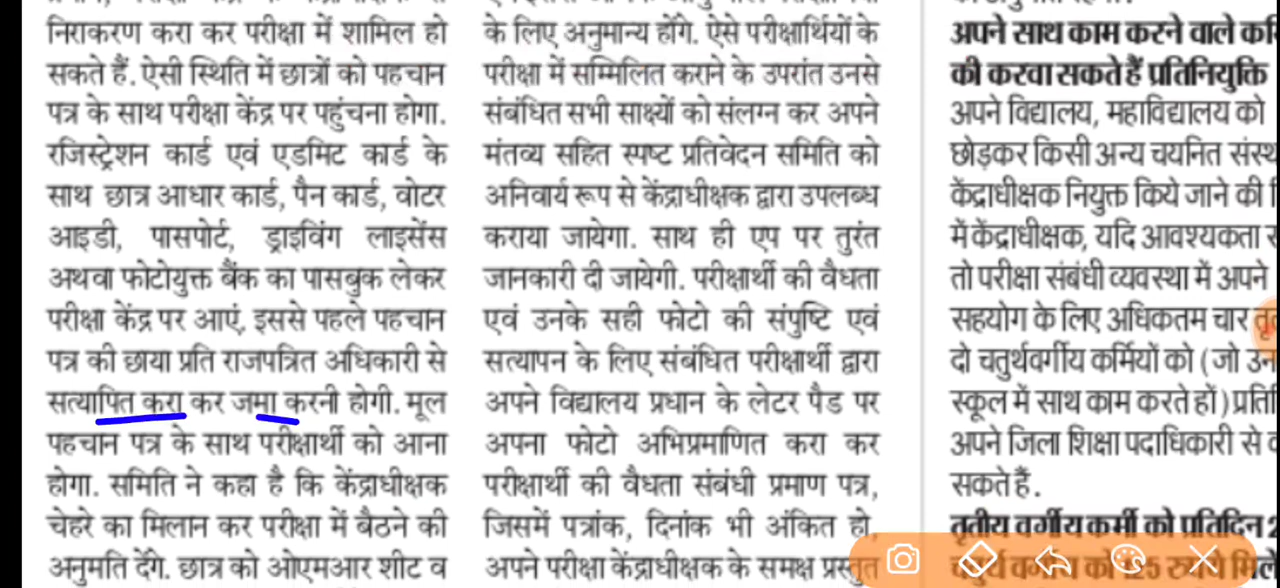 निराकरण करा कर परीक्षा में शामिल हो
सकते हैं. ऐसी स्थिति में छात्रों को पहचान
पत्र के साथ परीक्षा केंद्र पर पहुंचना होगा.
रजिस्ट्रेशन कार्ड एवं एडमिट कार्ड के
साथ छात्र आधार कार्ड, पैन कार्ड, वोटर
आइडी, पासपोर्ट, ड्राइविंग लाइसेंस
अथवा फोटोयुक्त बैंक का पासबुक लेकर
परीक्षा केंद्र पर आएं. इससे पहले पहचान
पत्र की छाया प्रति राजपत्रित अधिकारी से
सत्यापित करा कर जमा करनी होगी. मूल
पहचान पत्र के साथ परीक्षार्थी को आना
होगा. समिति ने कहा है कि केंद्राधीक्षक
चेहरे का मिलान कर परीक्षा में बैठने की
अनुमति देंगे. छात्र को ओएमआर शीट व
के लिए अनुमान्य होंगे. ऐसे परीक्षार्थियों के
परीक्षा में सम्मिलित कराने के उपरांत उनसे
संबंधित सभी साक्ष्यों को संलग्न कर अपने
मंतव्य सहित स्पष्ट प्रतिवेदन समिति को
अनिवार्य रूप से केंद्राधीक्षक द्वारा उपलब्ध
कराया जायेगा. साथ ही एप पर तुरंत
जानकारी दी जायेगी. परीक्षार्थी की वैधता
एवं उनके सही फोटो की संपुष्टि एवं
सत्यापन के लिए संबंधित परीक्षार्थी द्वारा
अपने विद्यालय प्रधान के लेटर पैड पर
अपना फोटो अभिप्रमाणित करा कर
परीक्षार्थी की वैधता संबंधी प्रमाण पत्र,
जिसमें पत्रांक, दिनांक भी अंकित हो,
अपने परीक्षा केंद्राधीक्षक के समक्ष प्रस्तुत
अपने साथ काम करने वाले
की करवा सकते हैं प्रतिनियुक्ति
अपने विद्यालय, महाविद्यालय को
छोड़कर किसी अन्य चयनित
केंद्राधीक्षक नियुक्त किये जाने की
में केंद्राधीक्षक, यदि आवश्यकता
तो परीक्षा संबंधी व्यवस्था में अपने
सहयोग के लिए अधिकतम चार
दो चतुर्थवर्गीय कर्मियों को (जो
स्कूल में साथ काम करते हों)
अपने जिला शिक्षा पदाधिकारी से
सकते हैं.
तृतीय वर्गीय कर्मी को प्रतिदिन